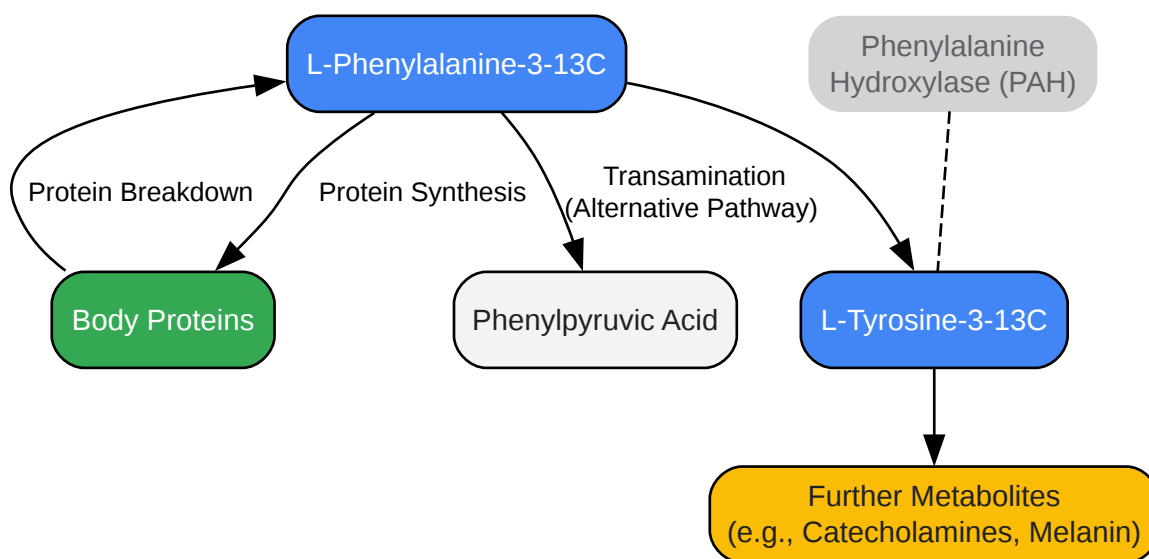 L-Phenylalanine-3-13C
Phenylalanine
Hydroxylase (PAH)
Protein Breakdown
Protein Synthesis
Transamination
(Alternative Pathway)
Body Proteins
Phenylpyruvic Acid
L-Tyrosine-3-13C
Further Metabolites
(e.g., Catecholamines, Melanin)